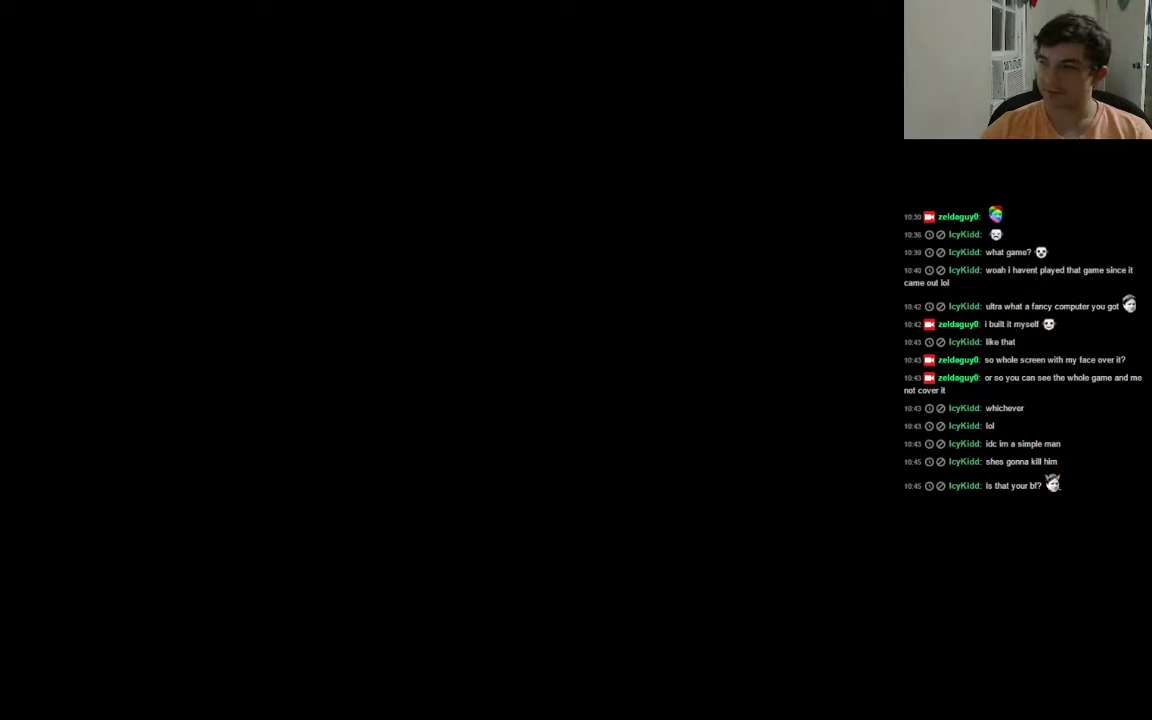 10:30 zeldaguy0:
10:36 IcyKidd:
10:39 IcyKidd: what game?
10:40 IcyKidd: woah i havent played that game since it
came out lol
10:42 IcyKidd: ultra what a fancy computer you got
10:42 zeldaguy0: i built it myself
10:43 IcyKidd: like that
10:43 zeldaguy0: so whole screen with my face over it?
10:43 zeldaguy0: or so you can see the whole game and me
not cover it
10:43 IcyKidd: whichever
10:43 IcyKidd: lol
10:43 IcyKidd: idc im a simple man
10:45 IcyKidd: shes gonna kill him
10:45 IcyKidd: is that your bf?